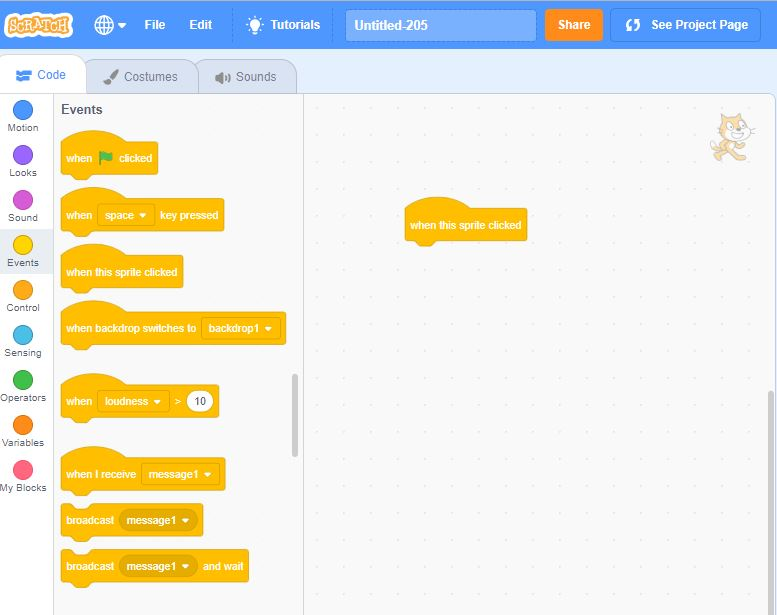 SCRATCH
File
Edit
Tutorials
Untitled-205
Share
See Project Page
Code
Costumes
Sounds
Motion
Looks
Sound
Events
Control
Sensing
Operators
Variables
My Blocks
Events
when clicked
when space key pressed
when this sprite clicked
when backdrop switches to backdrop1
when loudness > 10
when I receive message1
broadcast message1
broadcast message1 and wait
when this sprite clicked